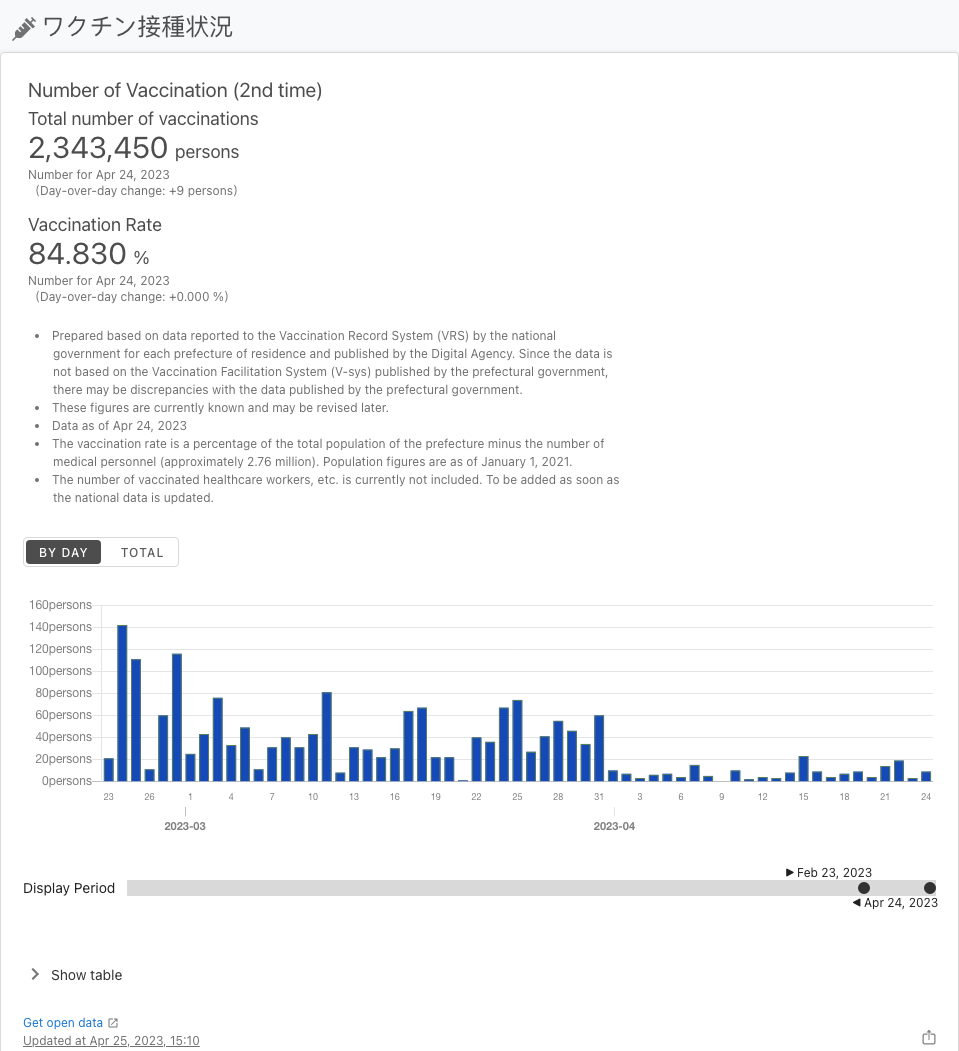 ワクチン接種状況
Number of Vaccination (2nd time)
Total number of vaccinations
2,343,450 persons
Number for Apr 24, 2023
(Day-over-day change: +9 persons)
Vaccination Rate
84.830 %
Number for Apr 24, 2023
(Day-over-day change: +0.000 %)
• Prepared based on data reported to the Vaccination Record System (VRS) by the national
government for each prefecture of residence and published by the Digital Agency. Since the data is
not based on the Vaccination Facilitation System (V-sys) published by the prefectural government,
there may be discrepancies with the data published by the prefectural government.
• These figures are currently known and may be revised later.
• Data as of Apr 24, 2023
• The vaccination rate is a percentage of the total population of the prefecture minus the number of
medical personnel (approximately 2.76 million). Population figures are as of January 1, 2021.
• The number of vaccinated healthcare workers, etc. is currently not included. To be added as soon as
the national data is updated.
BY DAY TOTAL
160persons
140persons
120persons
100persons
80persons
60persons
40persons
20persons
0persons
23 26 1 4 7 10 13 16 19 22 25 28 31 3 6 9 12 15 18 21 24
2023-03 2023-04
Feb 23, 2023
Display Period
Apr 24, 2023
Show table
Get open data
Updated at Apr 25, 2023, 15:10